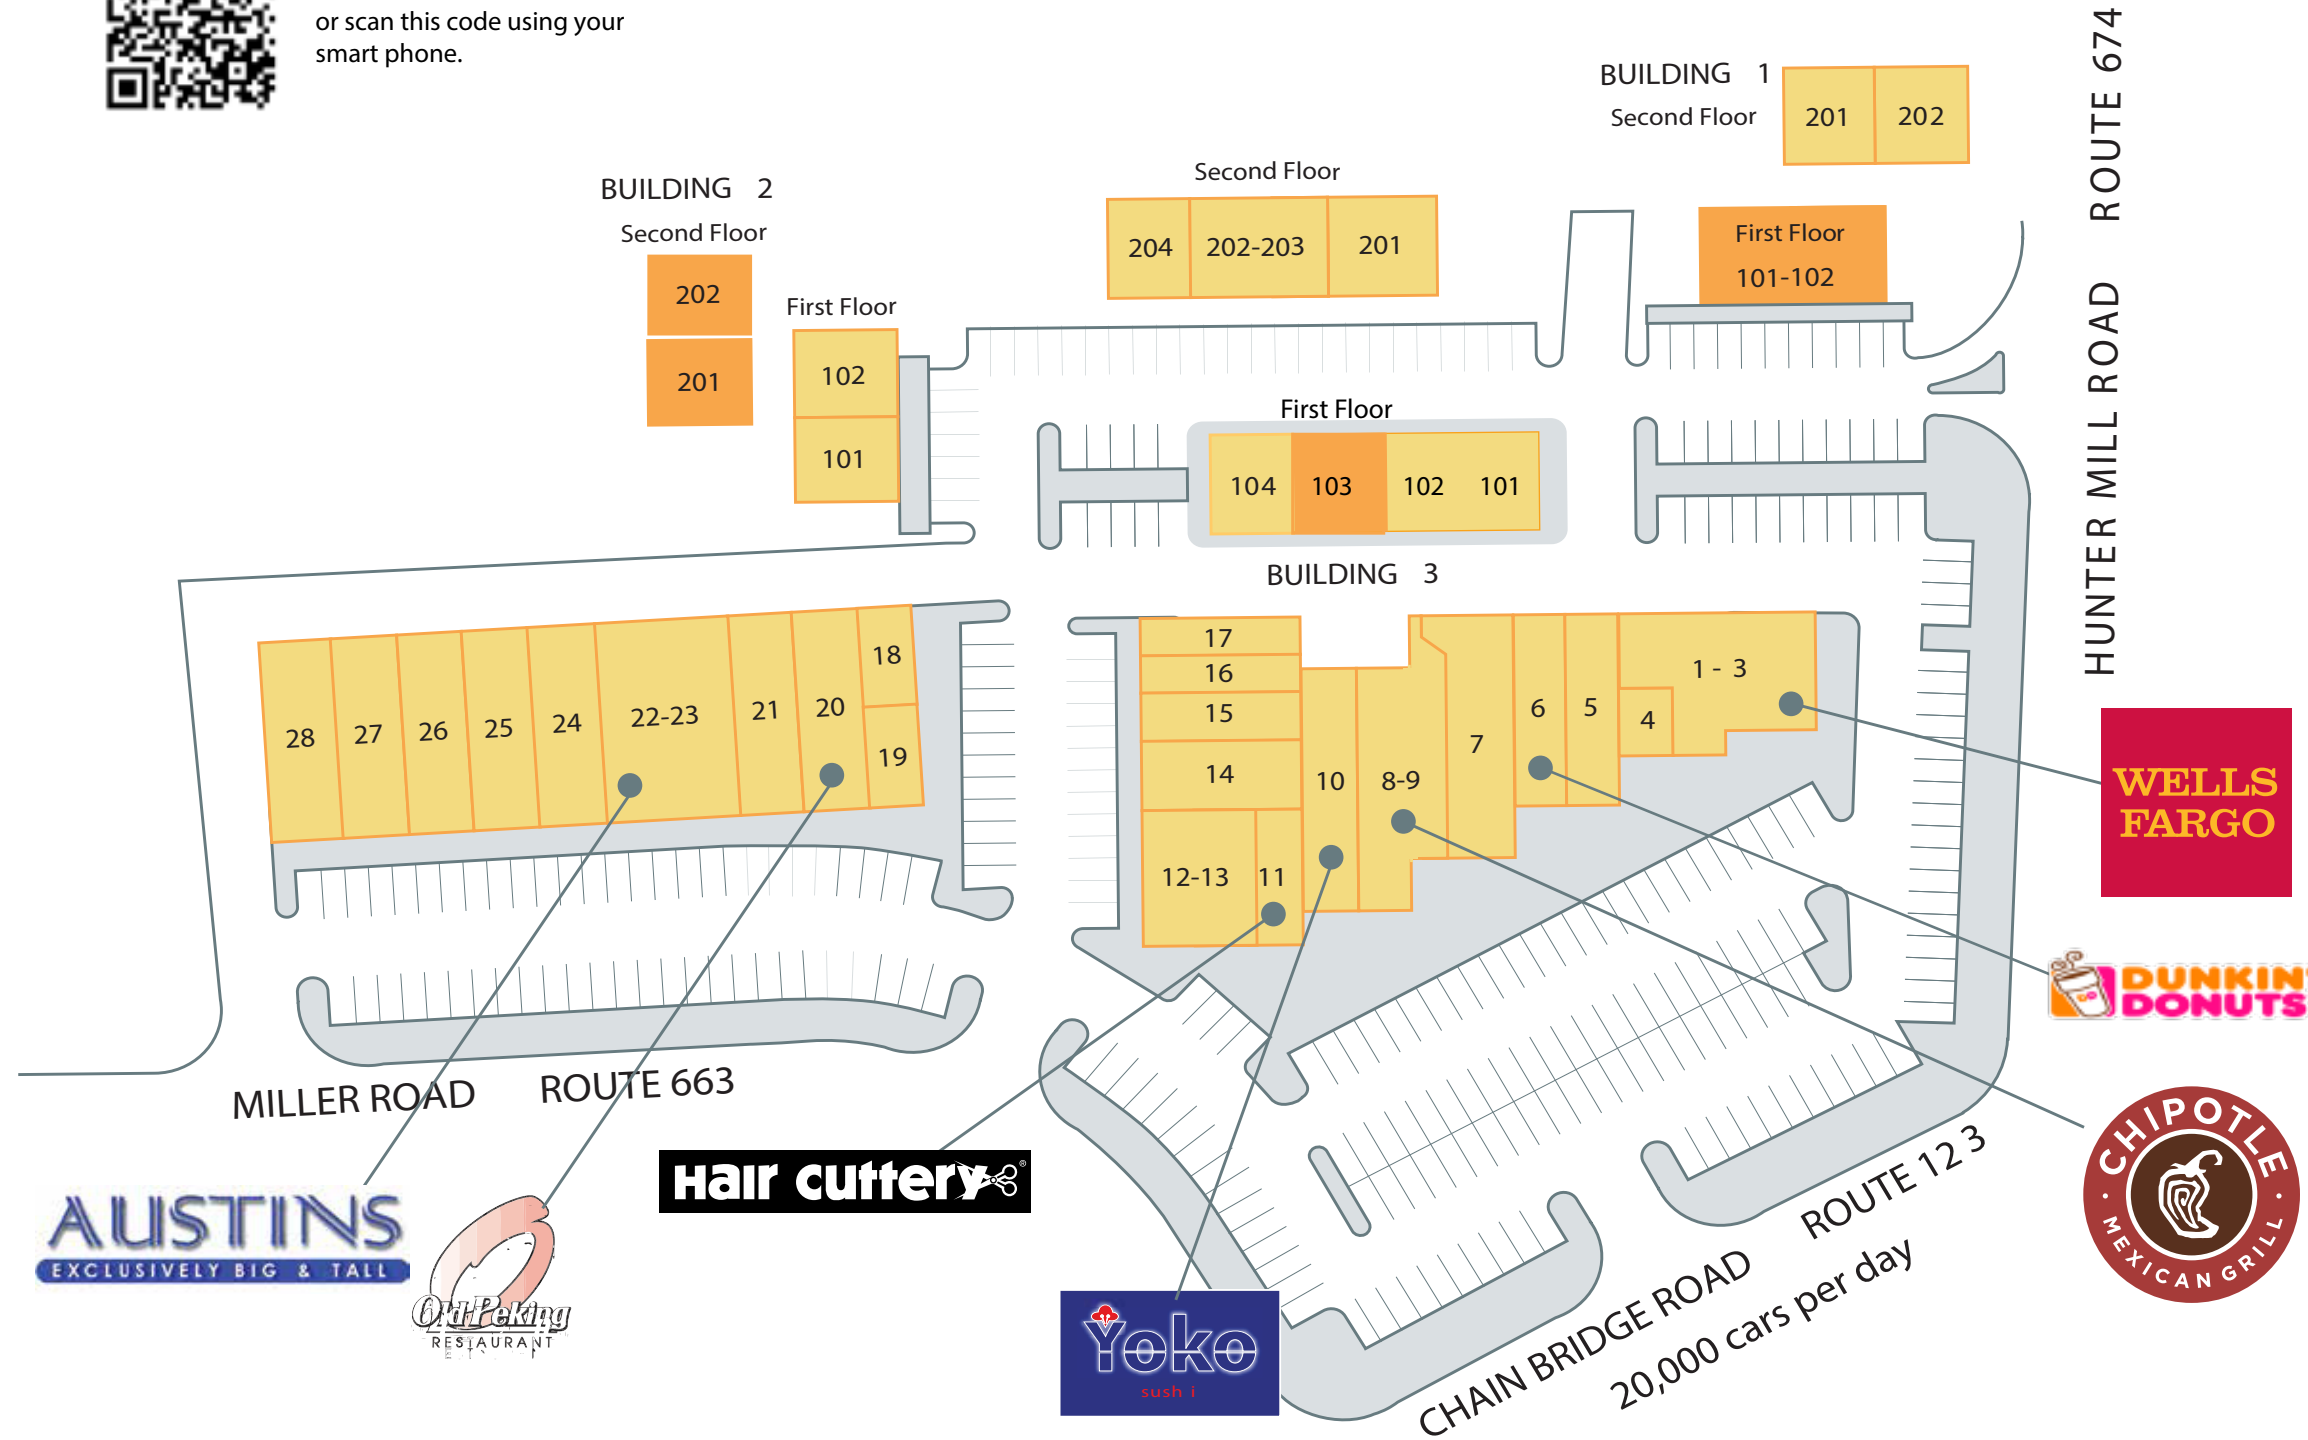 or scan this code using your
smart phone.
BUILDING 1
Second Floor
201
202
First Floor
101-102
HUNTER MILL ROAD ROUTE 674
BUILDING 2
Second Floor
202
201
First Floor
102
101
Second Floor
204
202-203
201
First Floor
104
103
102
101
BUILDING 3
28
27
26
25
24
22-23
21
20
18
19
17
16
15
14
12-13
11
10
8-9
7
6
5
4
1 - 3
WELLS
FARGO
DUNKIN'
DONUTS
CHIPOTLE
MEXICAN GRILL
MILLER ROAD ROUTE 663
AUSTINS
EXCLUSIVELY BIG & TALL
Old Peking
RESTAURANT
Hair Cuttery®
Yoko
sush i
CHAIN BRIDGE ROAD ROUTE 12 3
20,000 cars per day